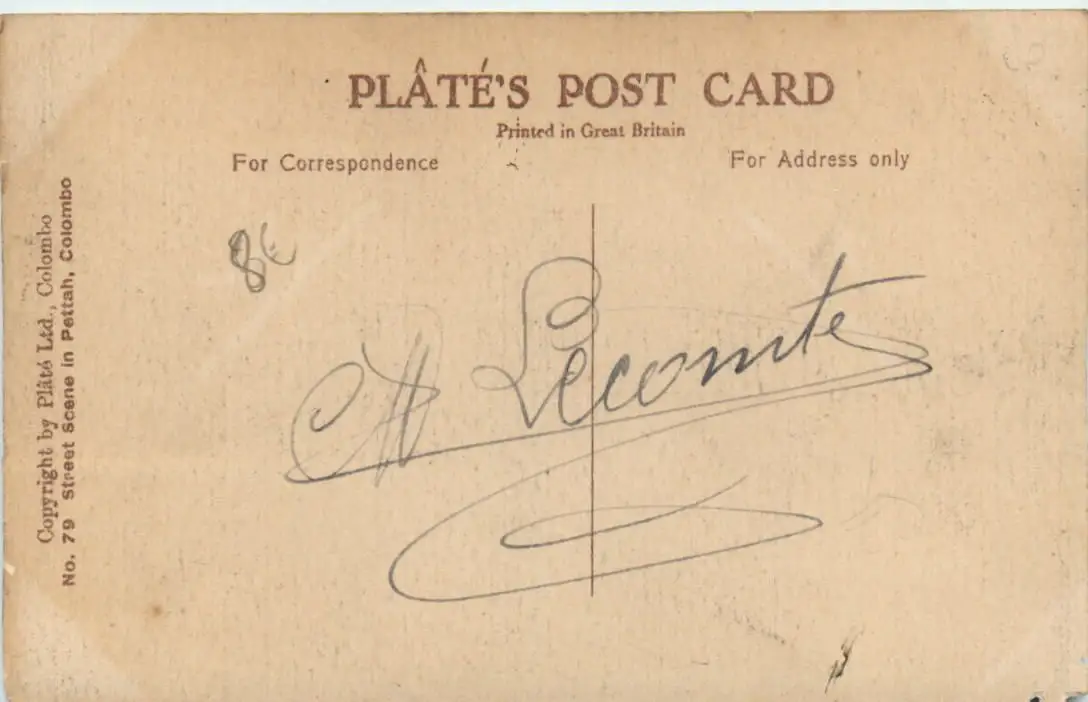 PLÂTÉ'S POST CARD
Printed in Great Britain
For Correspondence
For Address only
Copyright by Plâté Ltd., Colombo
No. 79 Street Scene in Pettah, Colombo
Lecomte